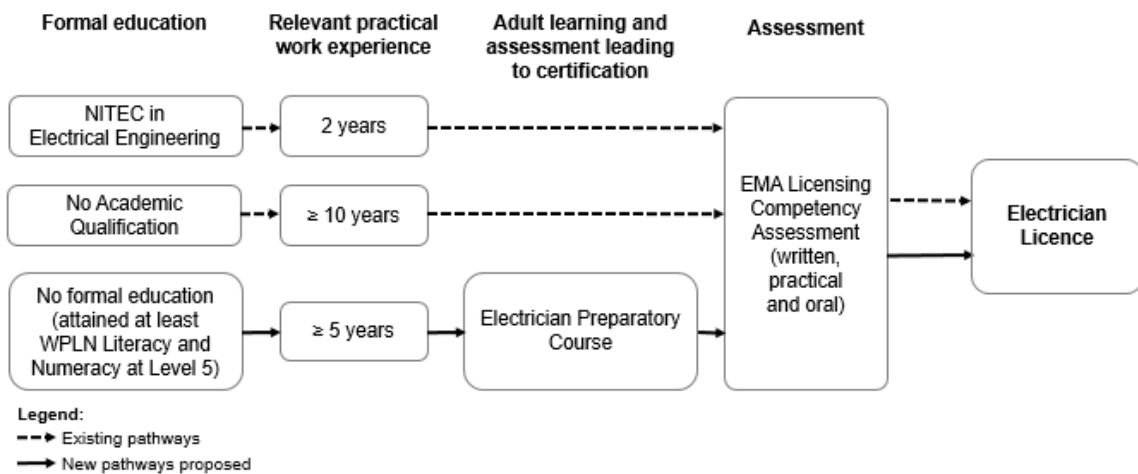 Formal education
Relevant practical
work experience
Adult learning and
assessment leading
to certification
Assessment
NITEC in
Electrical Engineering
2 years
No Academic
Qualification
≥ 10 years
No formal education
(attained at least
WPLN Literacy and
Numeracy at Level 5)
≥ 5 years
Electrician Preparatory
Course
EMA Licensing
Competency
Assessment
(written,
practical
and oral)
Electrician
Licence
Legend:
Existing pathways
New pathways proposed